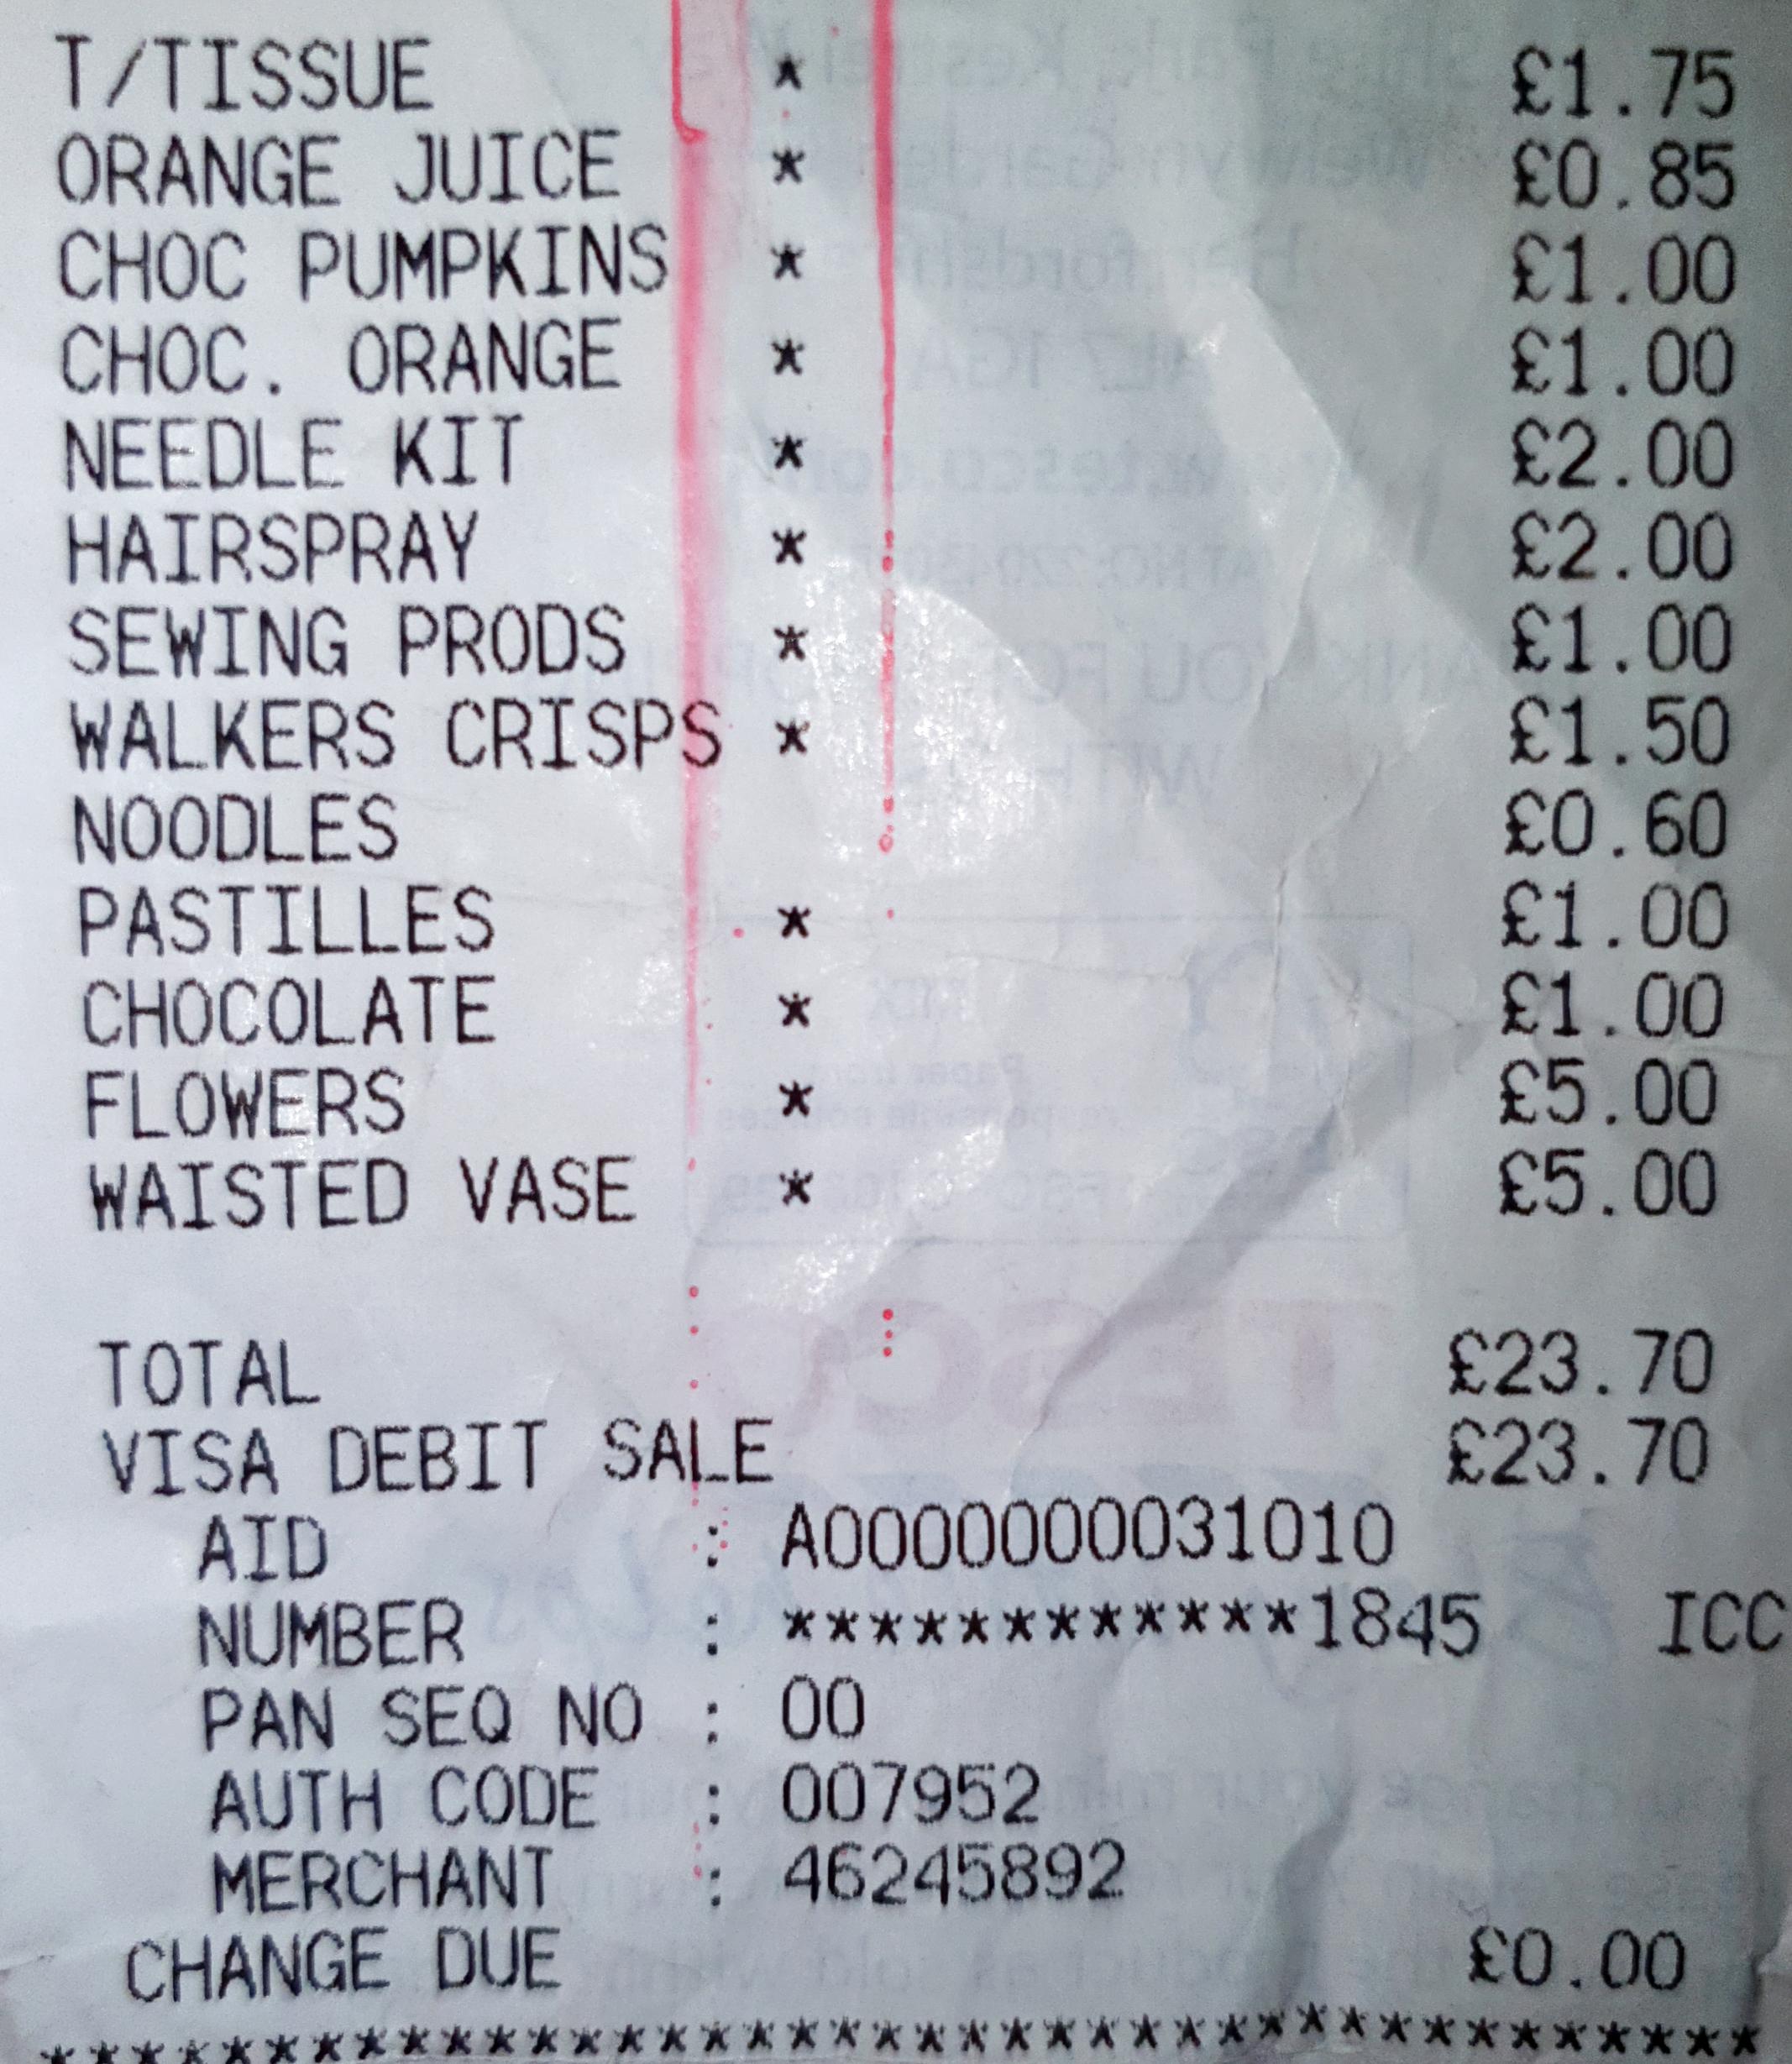 T/TISSUE * £1.75
ORANGE JUICE * £0.85
CHOC PUMPKINS * £1.00
CHOC. ORANGE * £1.00
NEEDLE KIT * £2.00
HAIRSPRAY * £2.00
SEWING PRODS * £1.00
WALKERS CRISPS * £1.50
NOODLES £0.60
PASTILLES * £1.00
CHOCOLATE * £1.00
FLOWERS * £5.00
WAISTED VASE * £5.00
TOTAL £23.70
VISA DEBIT SALE £23.70
AID : A0000000031010
NUMBER : ************1845 ICC
PAN SEQ NO : 00
AUTH CODE : 007952
MERCHANT : 46245892
CHANGE DUE £0.00
****************************************